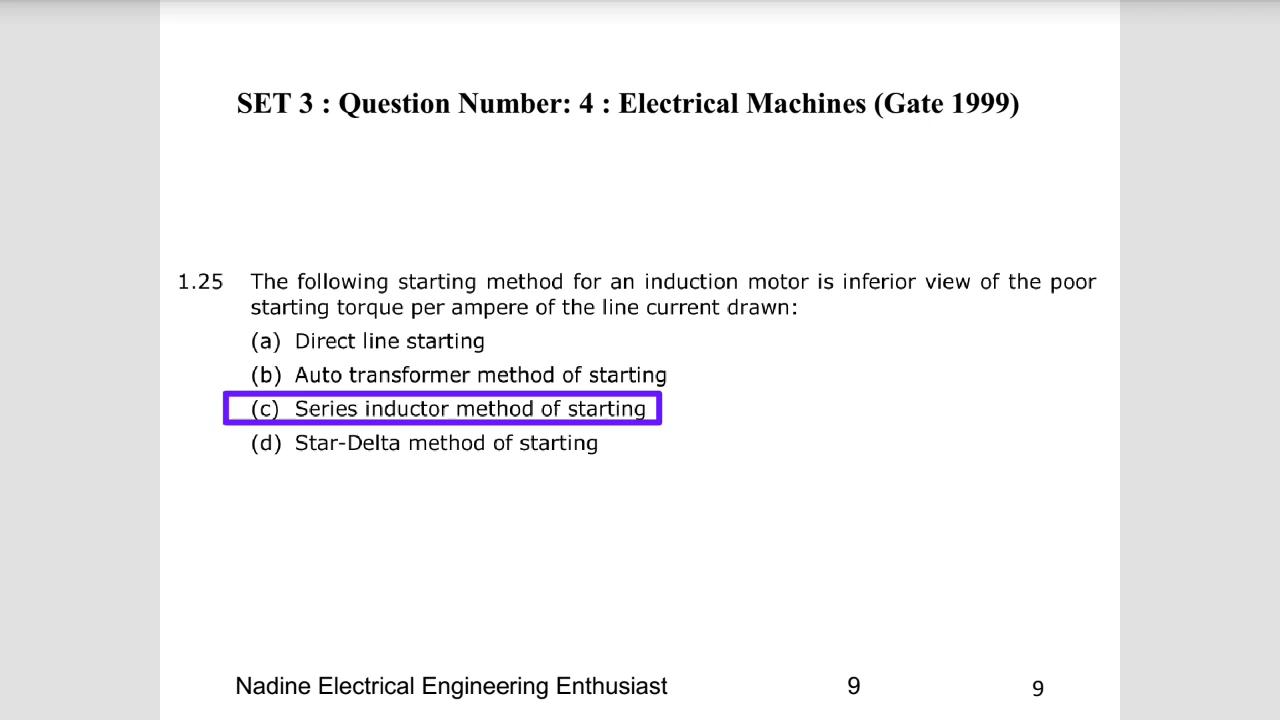 SET 3 : Question Number: 4 : Electrical Machines (Gate 1999)
1.25 The following starting method for an induction motor is inferior view of the poor
starting torque per ampere of the line current drawn:
(a) Direct line starting
(b) Auto transformer method of starting
(c) Series inductor method of starting
(d) Star-Delta method of starting
Nadine Electrical Engineering Enthusiast 9 9